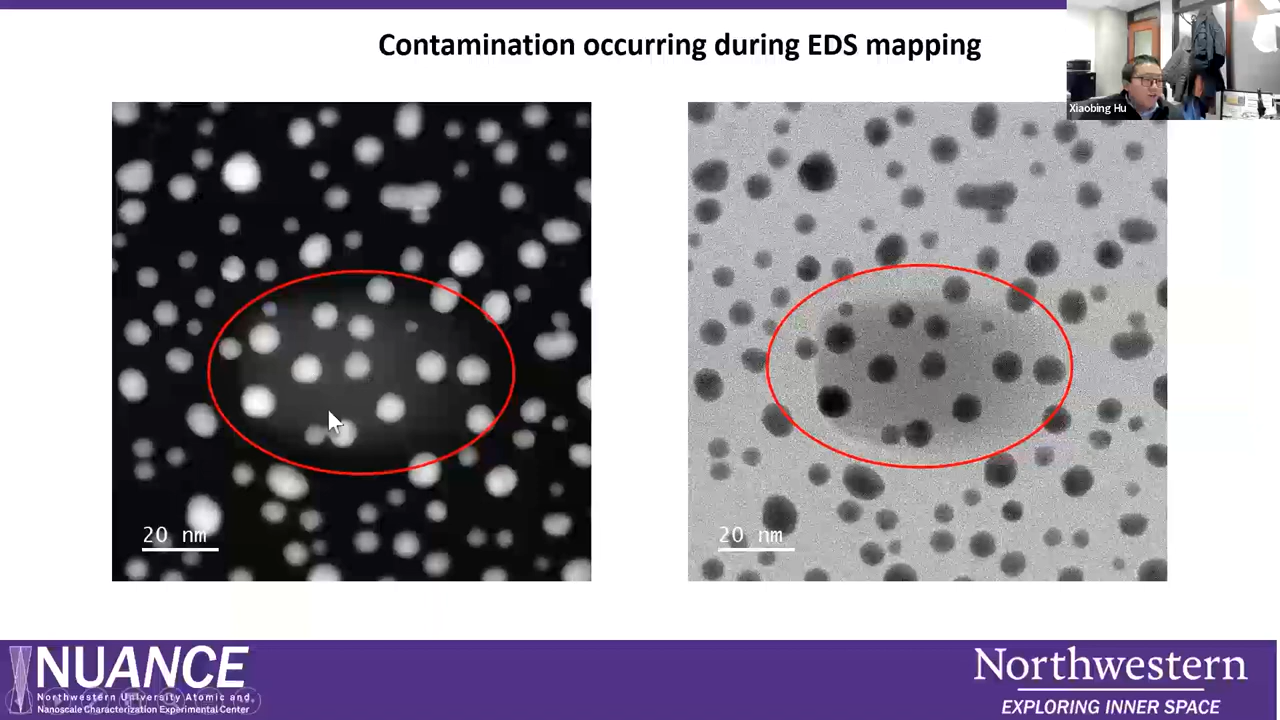 Contamination occurring during EDS mapping
Xiaobing Hu
20 nm
20 nm
NUANCE
Northwestern University Atomic and
Nanoscale Characterization Experimental Center
Northwestern
EXPLORING INNER SPACE